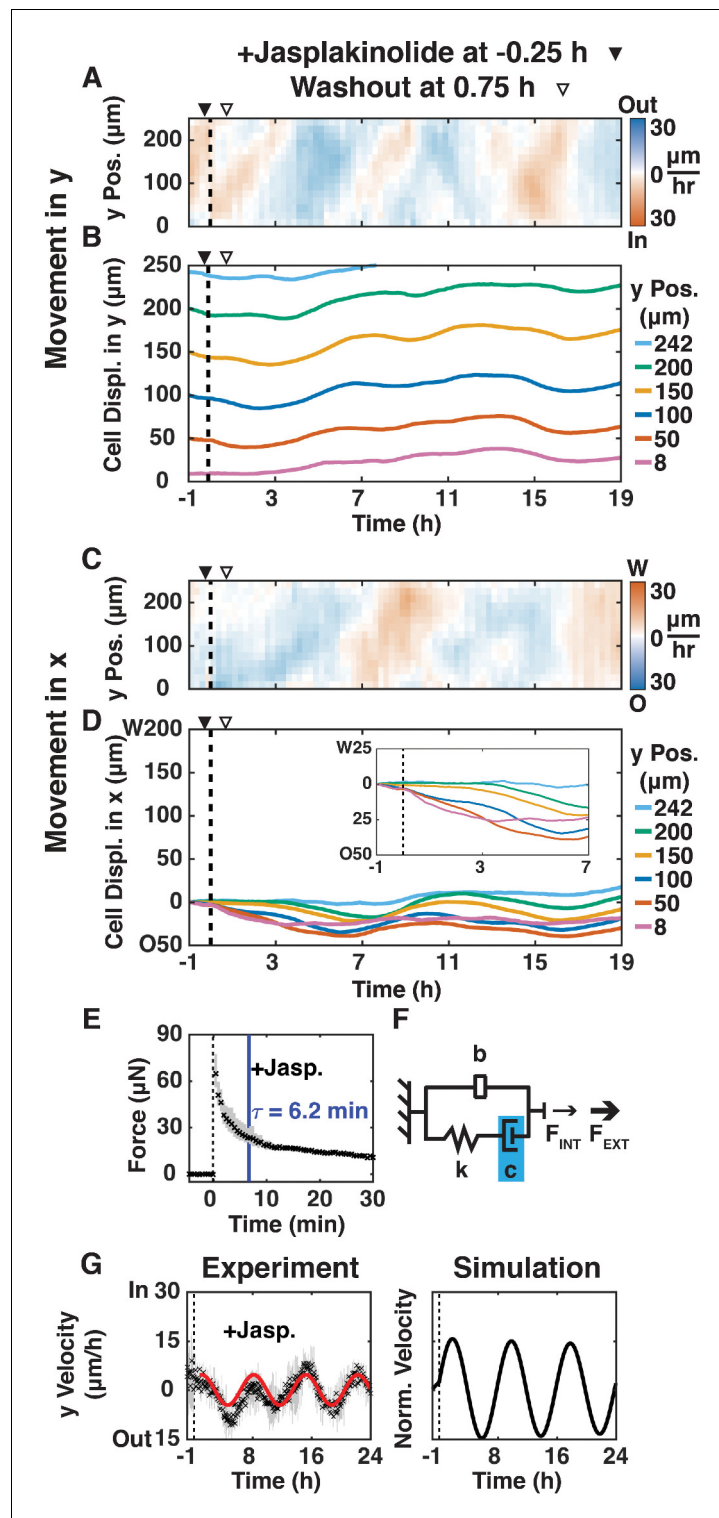 +Jasplakinolide at -0.25 h ▼
Washout at 0.75 h ▽
A
Movement in y
y Pos. (µm)
200
100
0
Out
30
0
30
In
µm
hr
B
Cell Displ. in y (µm)
250
200
150
100
50
0
-1 3 7 11 15 19
Time (h)
y Pos.
(µm)
242
200
150
100
50
8
C
Movement in x
y Pos. (µm)
200
100
0
W
30
0
30
O
µm
hr
D
Cell Displ. in x (µm)
W200
150
100
50
0
O50
-1 3 7 11 15 19
Time (h)
W25
0
25
O50
-1 3 7
y Pos.
(µm)
242
200
150
100
50
8
E
Force (µN)
90
60
30
0
+Jasp.
τ = 6.2 min
0 10 20 30
Time (min)
F
b
k
c
F INT
F EXT
G
Experiment
y Velocity
(µm/h)
In 30
15
0
Out 15
+Jasp.
-1 8 16 24
Time (h)
Simulation
Norm. Velocity
-1 8 16 24
Time (h)